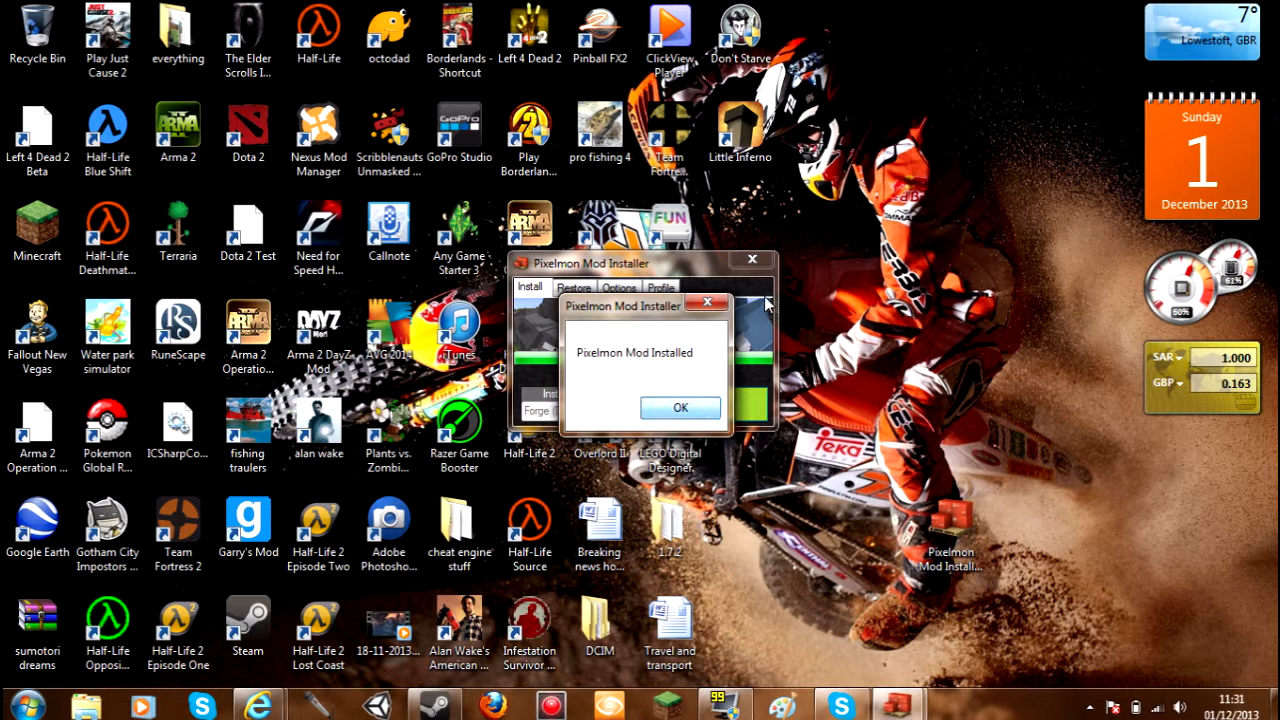 Recycle Bin
Play Just
Cause 2
everything
The Elder
Scrolls I...
Half-Life
octodad
Borderlands -
Shortcut
Left 4 Dead 2
Pinball FX2
ClickView
Player
Don't Starve
7°
Lowestoft, GBR
Left 4 Dead 2
Beta
Half-Life
Blue Shift
Arma 2
Dota 2
Nexus Mod
Manager
Scribblenauts
Unmasked ...
GoPro Studio
Play
Borderlan...
pro fishing 4
Team
Fortre...
Little Inferno
Sunday
1
December 2013
Minecraft
Half-Life
Deathmat...
Terraria
Dota 2 Test
Need for
Speed H...
Callnote
Any Game
Starter 3
FUN
Pixelmon Mod Installer
Install
Restore
Options
Profile
Pixelmon Mod Installer
Pixelmon Mod Installed
OK
Forge
50%
61%
Fallout New
Vegas
Water park
simulator
RuneScape
Arma 2
Operatio...
Arma 2 DayZ
Mod
AVG 2014
iTunes
SAR 1.000
GBP 0.163
Arma 2
Operation ...
Pokemon
Global R...
ICSharpCo...
fishing
traulers
alan wake
Plants vs.
Zombi...
Razer Game
Booster
Half-Life 2
Overlord II
LEGO Digital
Designer
Google Earth
Gotham City
Impostors ...
Team
Fortress 2
Garry's Mod
Half-Life 2
Episode Two
Adobe
Photosho...
cheat engine
stuff
Half-Life
Source
Breaking
news ho...
1.7.2
Pixelmon
Mod Install...
sumotori
dreams
Half-Life
Opposi...
Half-Life 2
Episode One
Steam
Half-Life 2
Lost Coast
18-11-2013...
Alan Wake's
American ...
Infestation
Survivor ...
DCIM
Travel and
transport
99
11:31
01/12/2013